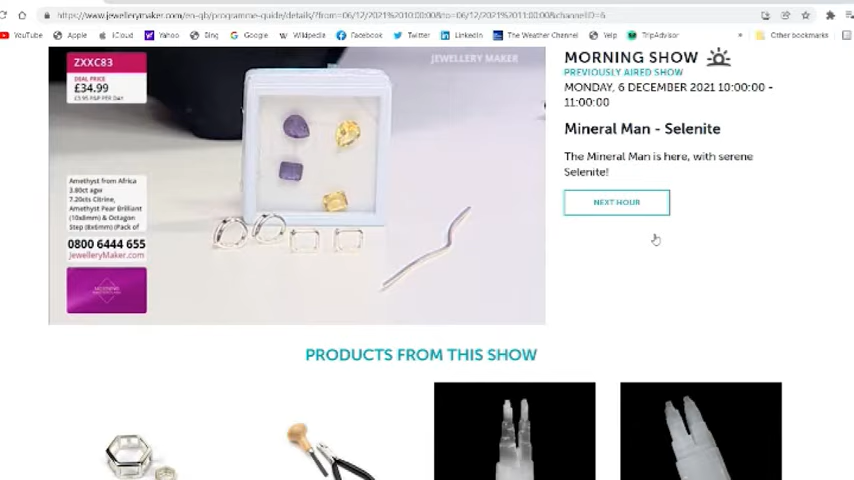 https://www.jewellerymaker.com/en-gb/programme-guide/details/?from=06/12/2021%2010:00:00&to=06/12/2021%2011:00:00&channelID=6
YouTube Apple iCloud Yahoo Bing Google Wikipedia Facebook Twitter LinkedIn The Weather Channel Yelp TripAdvisor » Other bookmarks
ZXXC83
DEAL PRICE
£34.99
£3.95 P&P PER DAY
JEWELLERY MAKER
Amethyst from Africa
3.80ct agw
7.20cts Citrine,
Amethyst Pear Brilliant
(10x8mm) & Octagon
Step (8x6mm) (Pack of
0800 6444 655
JewelleryMaker.com
MORNING SHOW
PREVIOUSLY AIRED SHOW
MONDAY, 6 DECEMBER 2021 10:00:00 -
11:00:00
Mineral Man - Selenite
The Mineral Man is here, with serene
Selenite!
NEXT HOUR
PRODUCTS FROM THIS SHOW